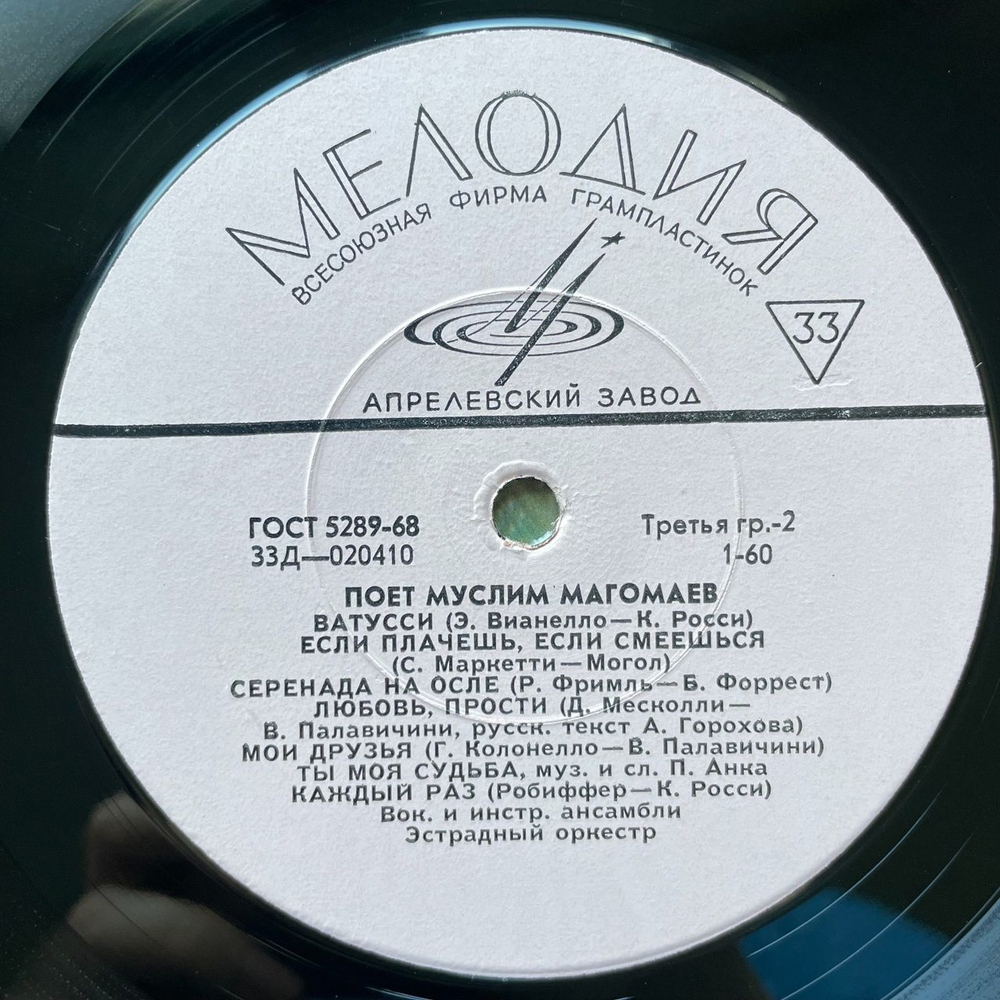 МЕЛОДИЯ
ВСЕСОЮЗНАЯ ФИРМА ГРАМПЛАСТИНОК
33
АПРЕЛЕВСКИЙ ЗАВОД
ГОСТ 5289-68 Третья гр.-2
33Д—020410 1-60
ПОЕТ МУСЛИМ МАГОМАЕВ
ВАТУССИ (Э. Вианелло—К. Росси)
ЕСЛИ ПЛАЧЕШЬ, ЕСЛИ СМЕЕШЬСЯ
(С. Маркетти—Могол)
СЕРЕНАДА НА ОСЛЕ (Р. Фримль—Б. Форрест)
ЛЮБОВЬ, ПРОСТИ (Д. Месколли—
В. Палавичини, русск. текст А. Горохова)
МОИ ДРУЗЬЯ (Г. Колонелло—В. Палавичини)
ТЫ МОЯ СУДЬБА, муз. и сл. П. Анка
КАЖДЫЙ РАЗ (Робиффер—К. Росси)
Вок. и инстр. ансамбли
Эстрадный оркестр